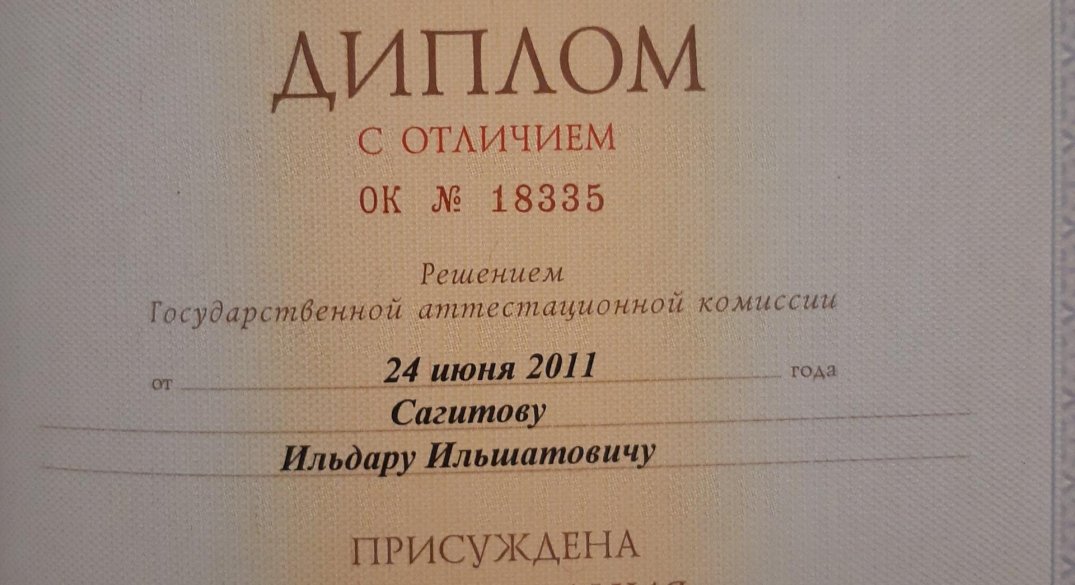 ДИПЛОМ
С ОТЛИЧИЕМ
ОК № 18335
Решением
Государственной аттестационной комиссии
от 24 июня 2011 года
Сагитову
Ильдару Ильшатовичу
ПРИСУЖДЕНА